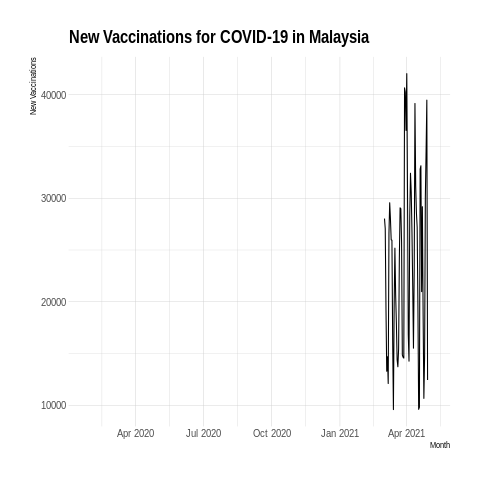 New Vaccinations for COVID-19 in Malaysia
New Vaccinations
40000
30000
20000
10000
Apr 2020 Jul 2020 Oct 2020 Jan 2021 Apr 2021
Month